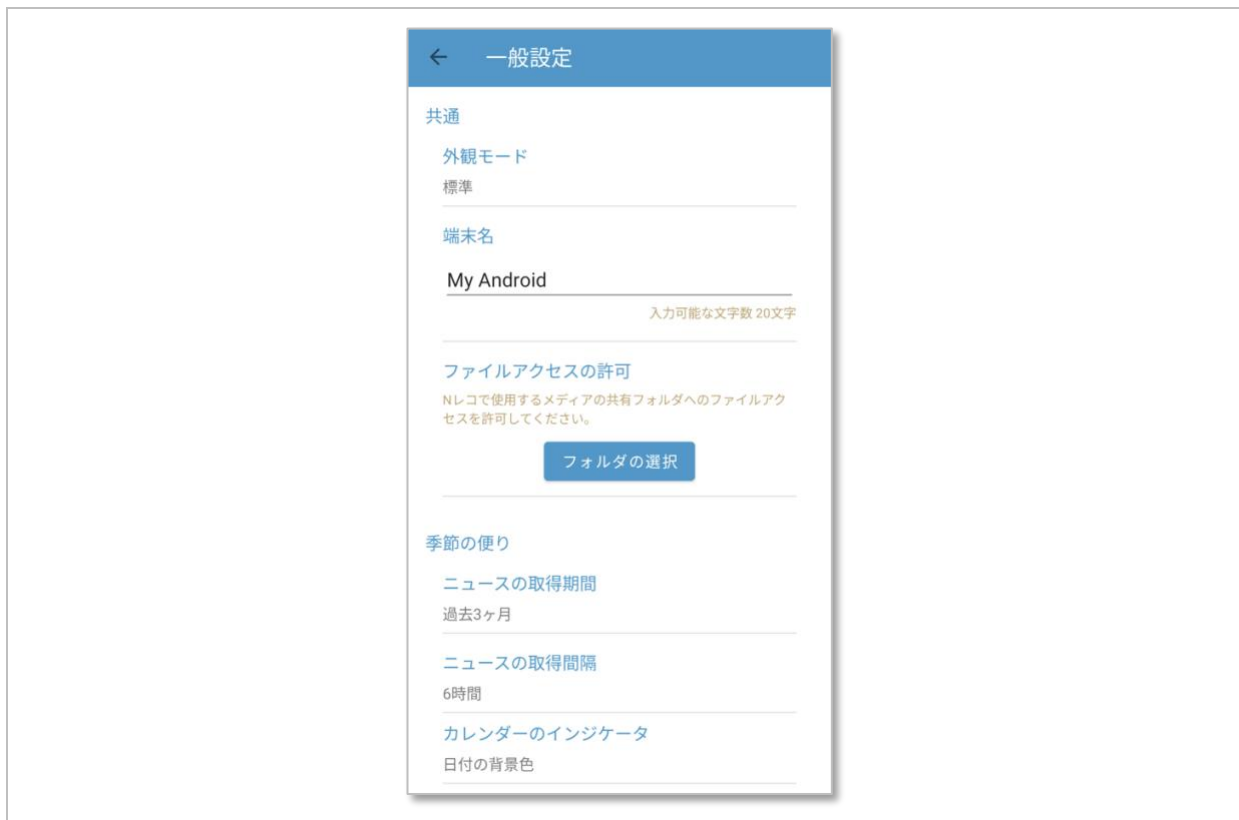 一般設定
共通
外観モード
標準
端末名
My Android
入力可能な文字数 20文字
ファイルアクセスの許可
Nレコで使用するメディアの共有フォルダへのファイルアク
セスを許可してください。
フォルダの選択
季節の便り
ニュースの取得期間
過去3ヶ月
ニュースの取得間隔
6時間
カレンダーのインジケータ
日付の背景色